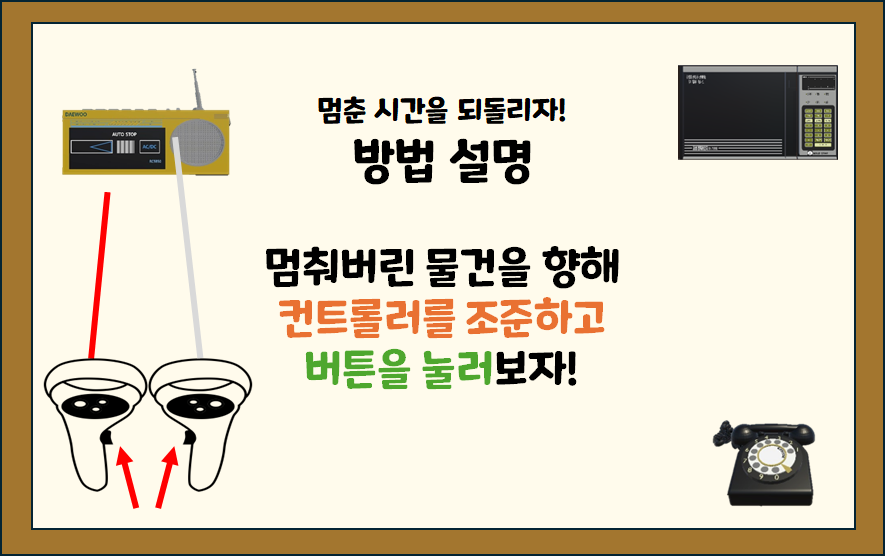 멈춘 시간을 되돌리자!
방법 설명
DAEWOO
AUTO STOP
AC/DC
멈춰버린 물건을 향해
컨트롤러를 조준하고
버튼을 눌러보자!